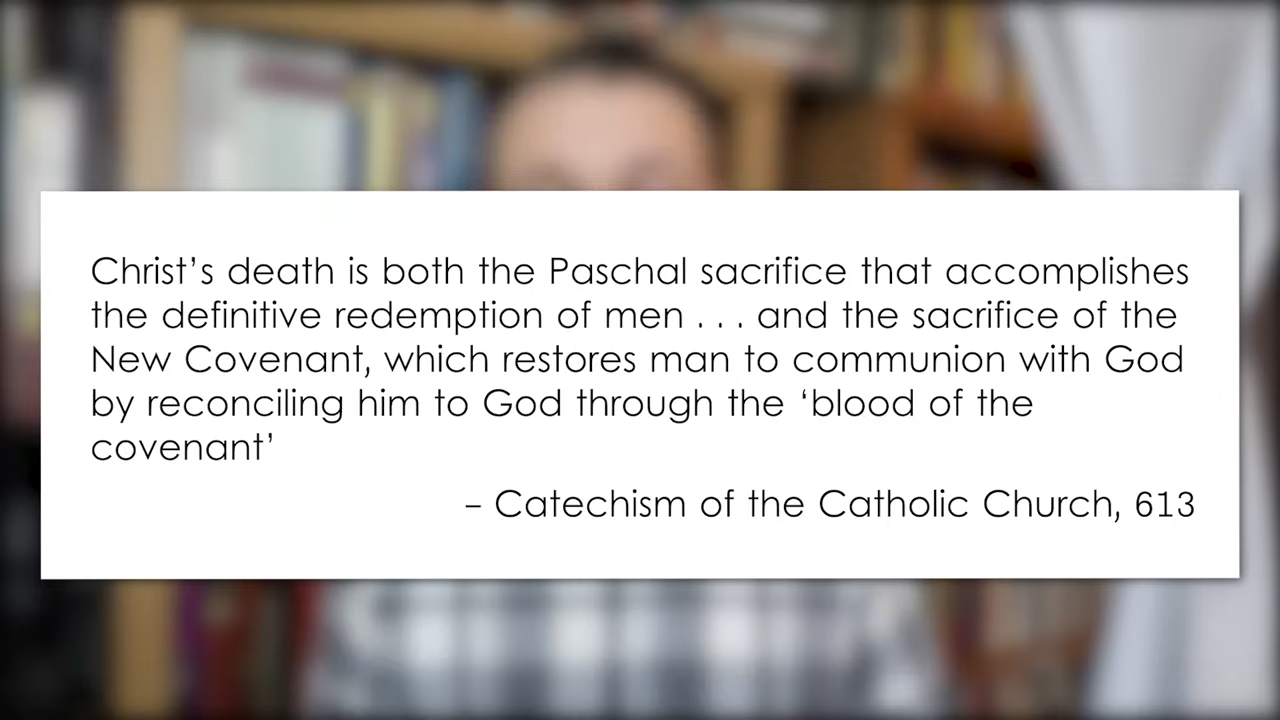 Christ’s death is both the Paschal sacrifice that accomplishes
the definitive redemption of men . . . and the sacrifice of the
New Covenant, which restores man to communion with God
by reconciling him to God through the ‘blood of the
covenant’
– Catechism of the Catholic Church, 613